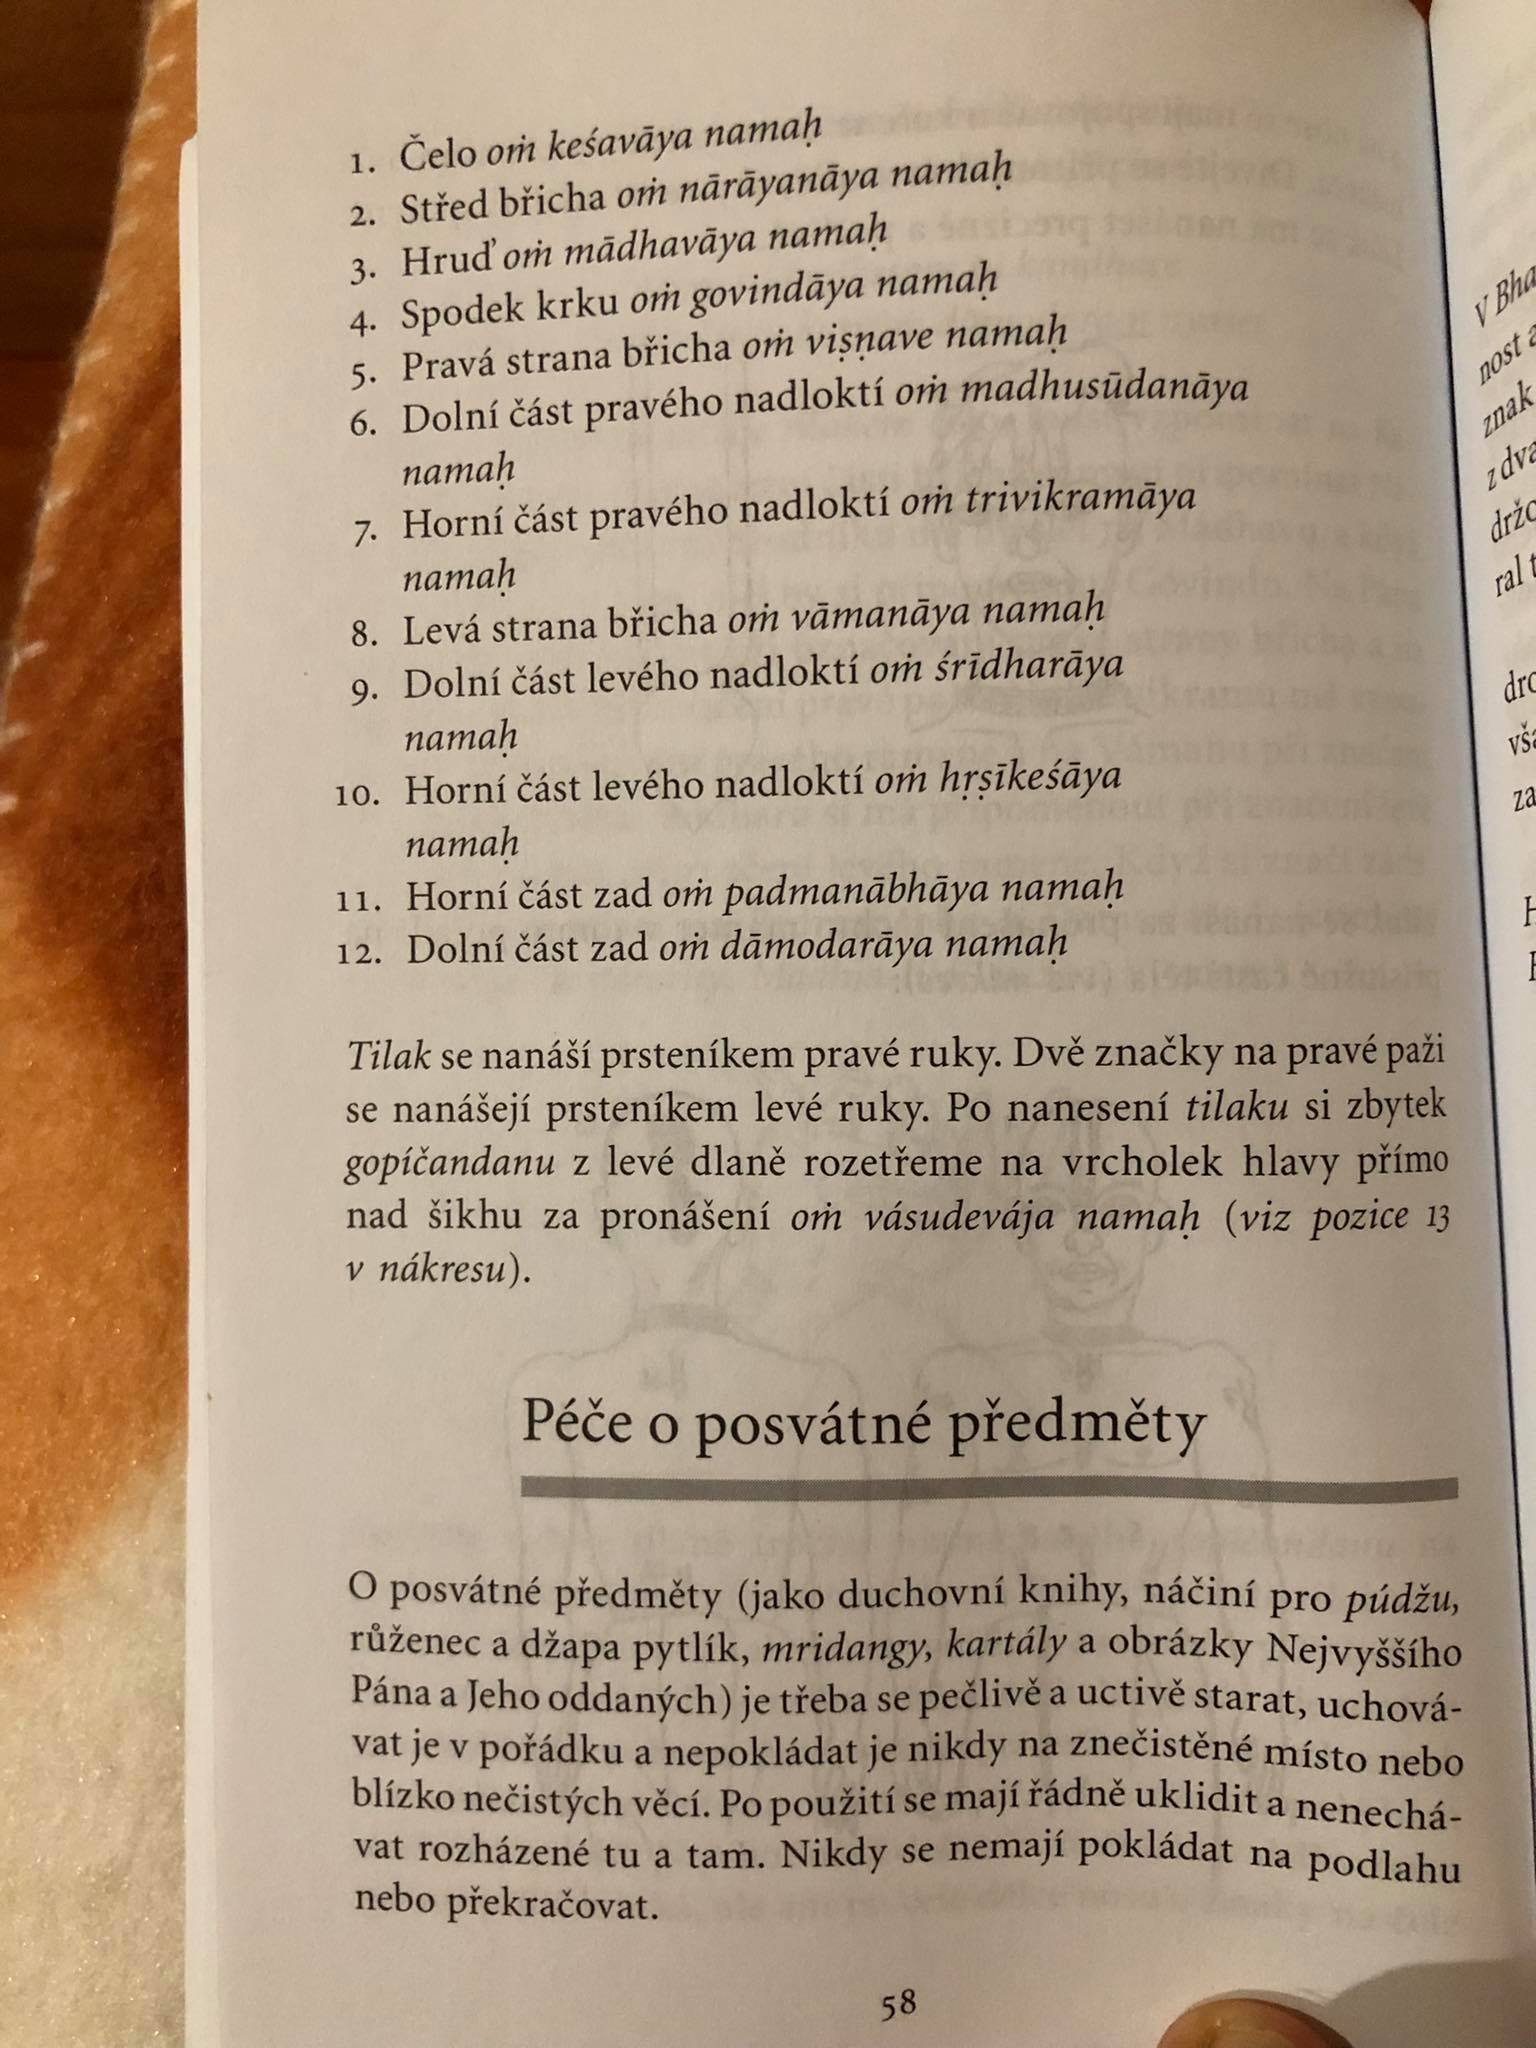 1. Čelo oṁ keśavāya namaḥ
2. Střed břicha oṁ nārāyanāya namaḥ
3. Hruď oṁ mādhavāya namaḥ
4. Spodek krku oṁ govindāya namaḥ
5. Pravá strana břicha oṁ viṣṇave namaḥ
6. Dolní část pravého nadloktí oṁ madhusūdanāya
namaḥ
7. Horní část pravého nadloktí oṁ trivikramāya
namaḥ
8. Levá strana břicha oṁ vāmanāya namaḥ
9. Dolní část levého nadloktí oṁ śrīdharāya
namaḥ
10. Horní část levého nadloktí oṁ hṛṣīkeśāya
namaḥ
11. Horní část zad oṁ padmanābhāya namaḥ
12. Dolní část zad oṁ dāmodarāya namaḥ
Tilak se nanáší prsteníkem pravé ruky. Dvě značky na pravé paži
se nanášejí prsteníkem levé ruky. Po nanesení tilaku si zbytek
gopíčandanu z levé dlaně rozetřeme na vrcholek hlavy přímo
nad šikhu za pronášení oṁ vásudevája namaḥ (viz pozice 13
v nákresu).
Péče o posvátné předměty
O posvátné předměty (jako duchovní knihy, náčiní pro púdžu,
růženec a džapa pytlík, mridangy, kartály a obrázky Nejvyššího
Pána a Jeho oddaných) je třeba se pečlivě a uctivě starat, uchová-
vat je v pořádku a nepokládat je nikdy na znečistěné místo nebo
blízko nečistých věcí. Po použití se mají řádně uklidit a nenechá-
vat rozházené tu a tam. Nikdy se nemají pokládat na podlahu
nebo překračovat.
58
V Bha
nost a
znak
z dva
držo
ral t
dro
vša
za